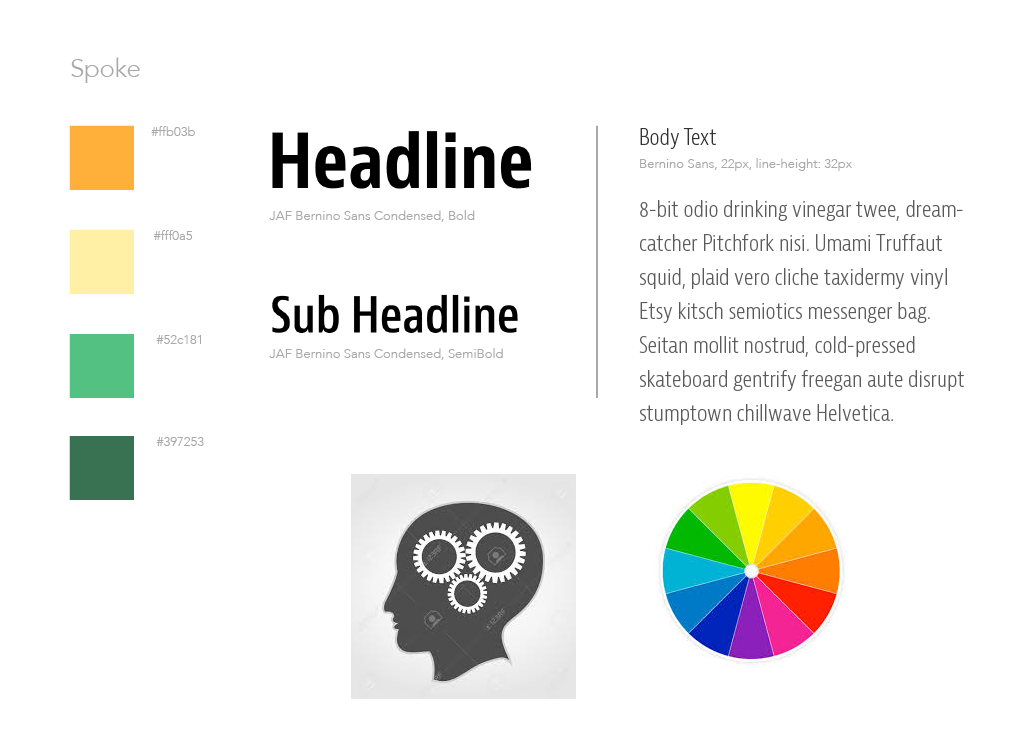 Spoke
#ffb03b
#fff0a5
#52c181
#397253
Headline
JAF Bernino Sans Condensed, Bold
Sub Headline
JAF Bernino Sans Condensed, SemiBold
Body Text
Bernino Sans, 22px, line-height: 32px
8-bit odio drinking vinegar twee, dream-
catcher Pitchfork nisi. Umami Truffaut
squid, plaid vero cliche taxidermy vinyl
Etsy kitsch semiotics messenger bag.
Seitan mollit nostrud, cold-pressed
skateboard gentrify freegan aute disrupt
stumptown chillwave Helvetica.